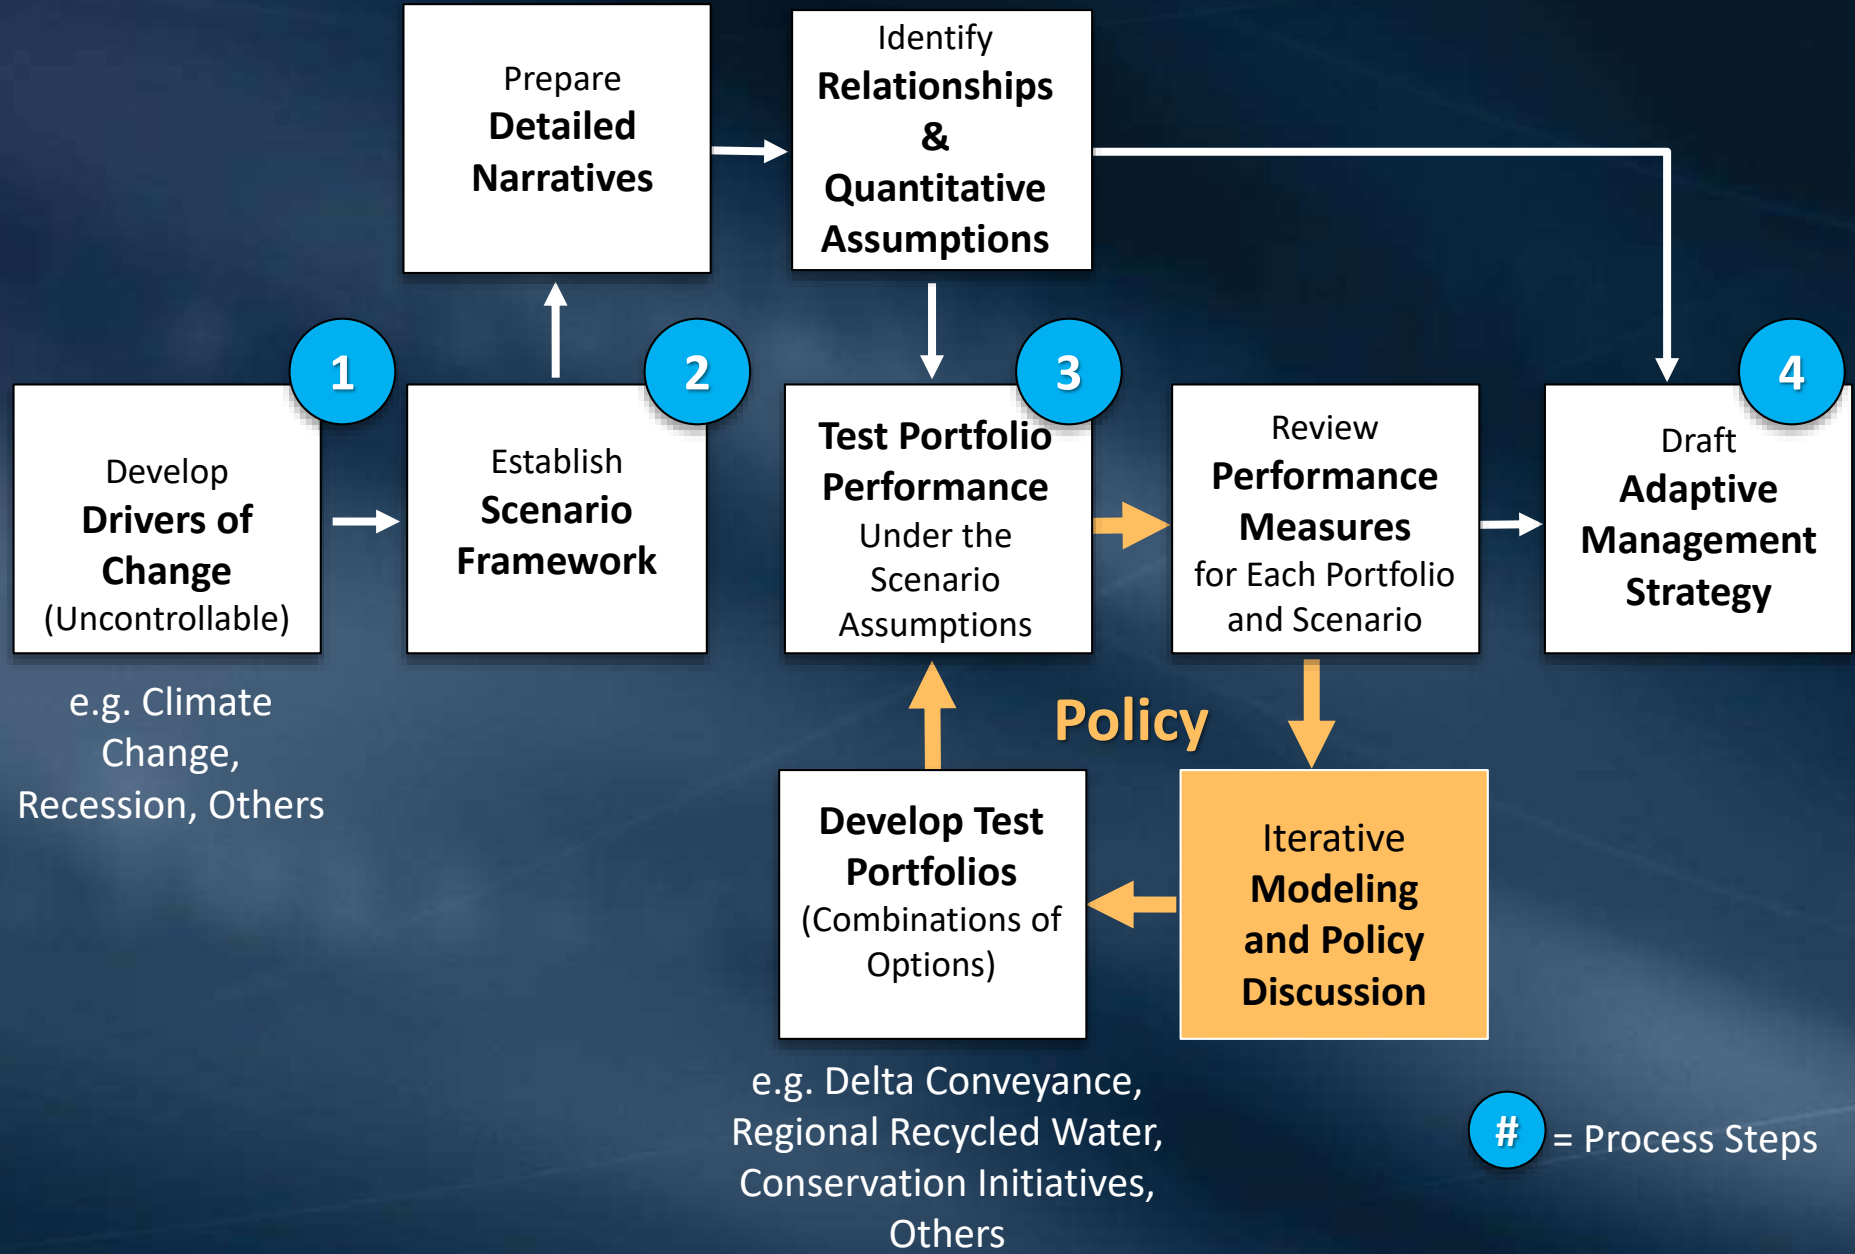 Prepare
Detailed
Narratives
Identify
Relationships
&
Quantitative
Assumptions
1
Develop
Drivers of
Change
(Uncontrollable)
e.g. Climate
Change,
Recession, Others
2
Establish
Scenario
Framework
3
Test Portfolio
Performance
Under the
Scenario
Assumptions
Review
Performance
Measures
for Each Portfolio
and Scenario
4
Draft
Adaptive
Management
Strategy
Policy
Develop Test
Portfolios
(Combinations of
Options)
e.g. Delta Conveyance,
Regional Recycled Water,
Conservation Initiatives,
Others
Iterative
Modeling
and Policy
Discussion
# = Process Steps